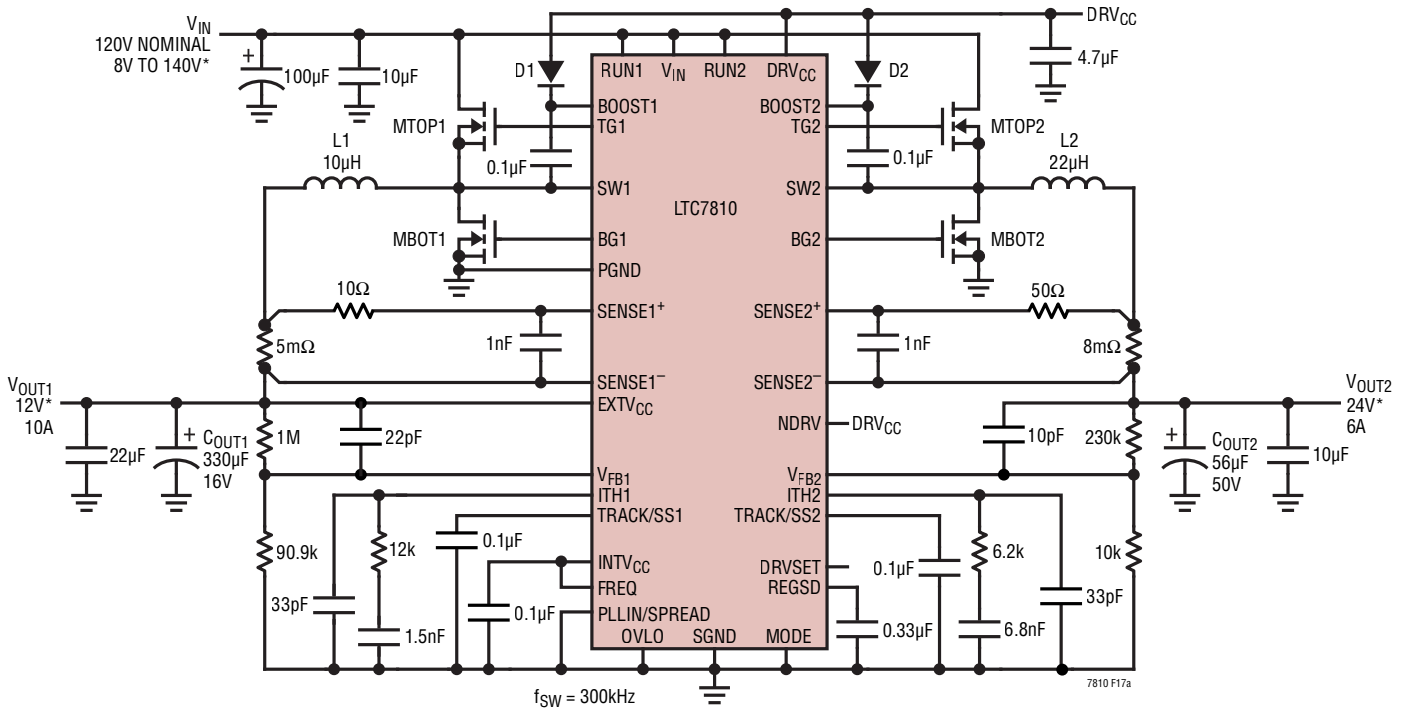 V_IN
120V NOMINAL
8V TO 140V*
+
100µF
10µF
D1
DRV_CC
4.7µF
D2
RUN1
V_IN
RUN2
DRV_CC
BOOST1
BOOST2
MTOP1
TG1
TG2
MTOP2
L1
10µH
0.1µF
0.1µF
L2
22µH
SW1
SW2
LTC7810
MBOT1
BG1
BG2
MBOT2
PGND
10Ω
50Ω
SENSE1⁺
SENSE2⁺
5mΩ
1nF
1nF
8mΩ
SENSE1⁻
SENSE2⁻
V_OUT1
12V*
10A
EXTV_CC
V_OUT2
24V*
6A
NDRV
DRV_CC
22µF
+
C_OUT1
330µF
16V
1M
22pF
10pF
230k
+
C_OUT2
56µF
50V
10µF
V_FB1
V_FB2
ITH1
ITH2
TRACK/SS1
TRACK/SS2
90.9k
12k
0.1µF
0.1µF
6.2k
10k
INTV_CC
DRVSET
FREQ
REGSD
33pF
33pF
0.1µF
PLLIN/SPREAD
1.5nF
0.33µF
6.8nF
OVLO
SGND
MODE
f_SW = 300kHz
7810 F17a